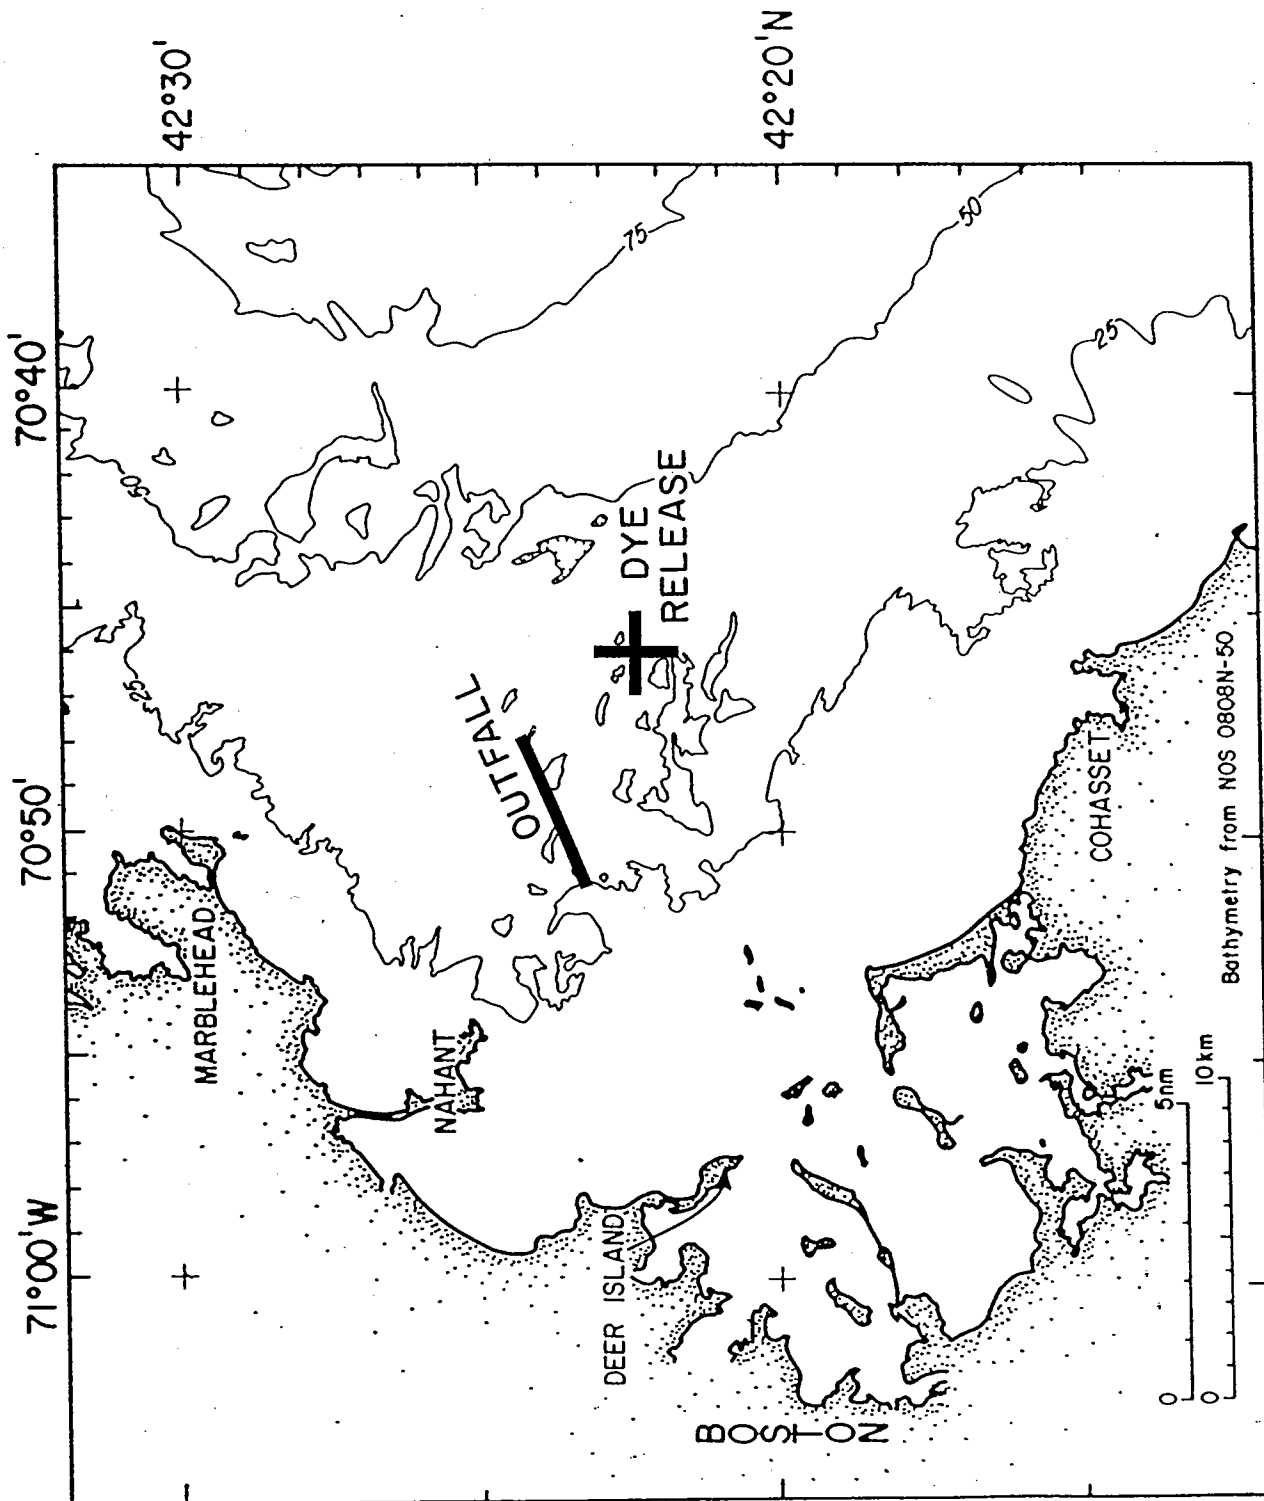 42°30'
42°20'N
70°40'
70°50'
71°00'W
75
50
50
25
25
DYE
RELEASE
OUTFALL
MARBLEHEAD
NAHANT
DEER ISLAND
BOSTON
COHASSET
Bathymetry from NOS 0808N-50
0
5nm
0
10km